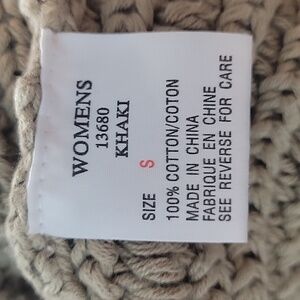 WOMENS
13680
KHAKI
SIZE S
100% COTTON/COTON
MADE IN CHINA
FABRIQUE EN CHINE
SEE REVERSE FOR CARE